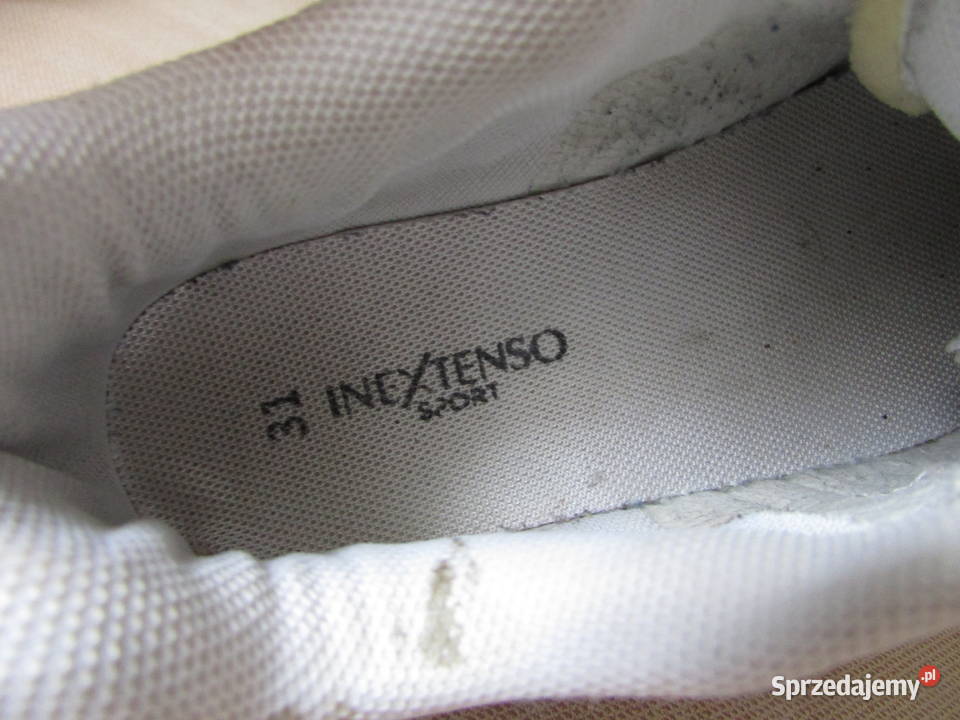 31
INEXTENSO
SPORT
Sprzedajemy.pl